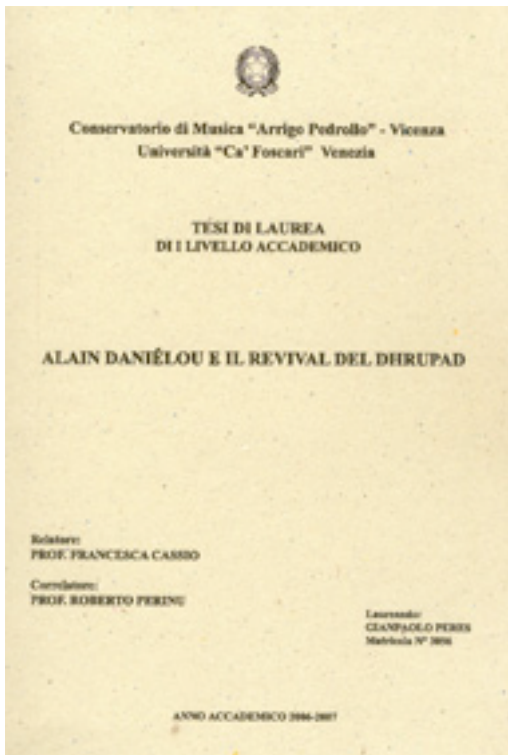 Conservatorio di Musica "Arrigo Pedrollo" - Vicenza
Università "Ca' Foscari" Venezia
TESI DI LAUREA
DI I LIVELLO ACCADEMICO
ALAIN DANIÉLOU E IL REVIVAL DEL DHRUPAD
Relatore:
PROF. FRANCESCA CASSIO
Correlatore:
PROF. ROBERTO PERINU
Laureando:
GIANPAOLO PERES
Matricola N°
ANNO ACCADEMICO 2006-2007